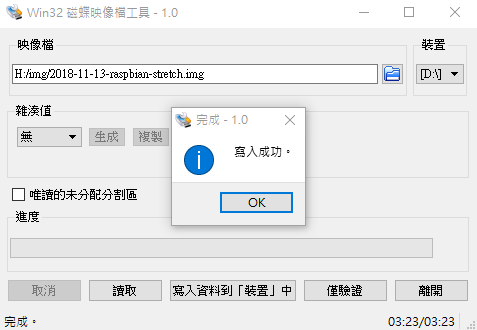 Win32 磁蝶映像檔工具 - 1.0
映像檔
裝置
H:/img/2018-11-13-raspbian-stretch.img
[D:\]
雜湊值
無
生成
複製
完成 - 1.0
寫入成功。
OK
唯讀的未分配分割區
進度
取消
讀取
寫入資料到「裝置」中
僅驗證
離開
完成。
03:23/03:23